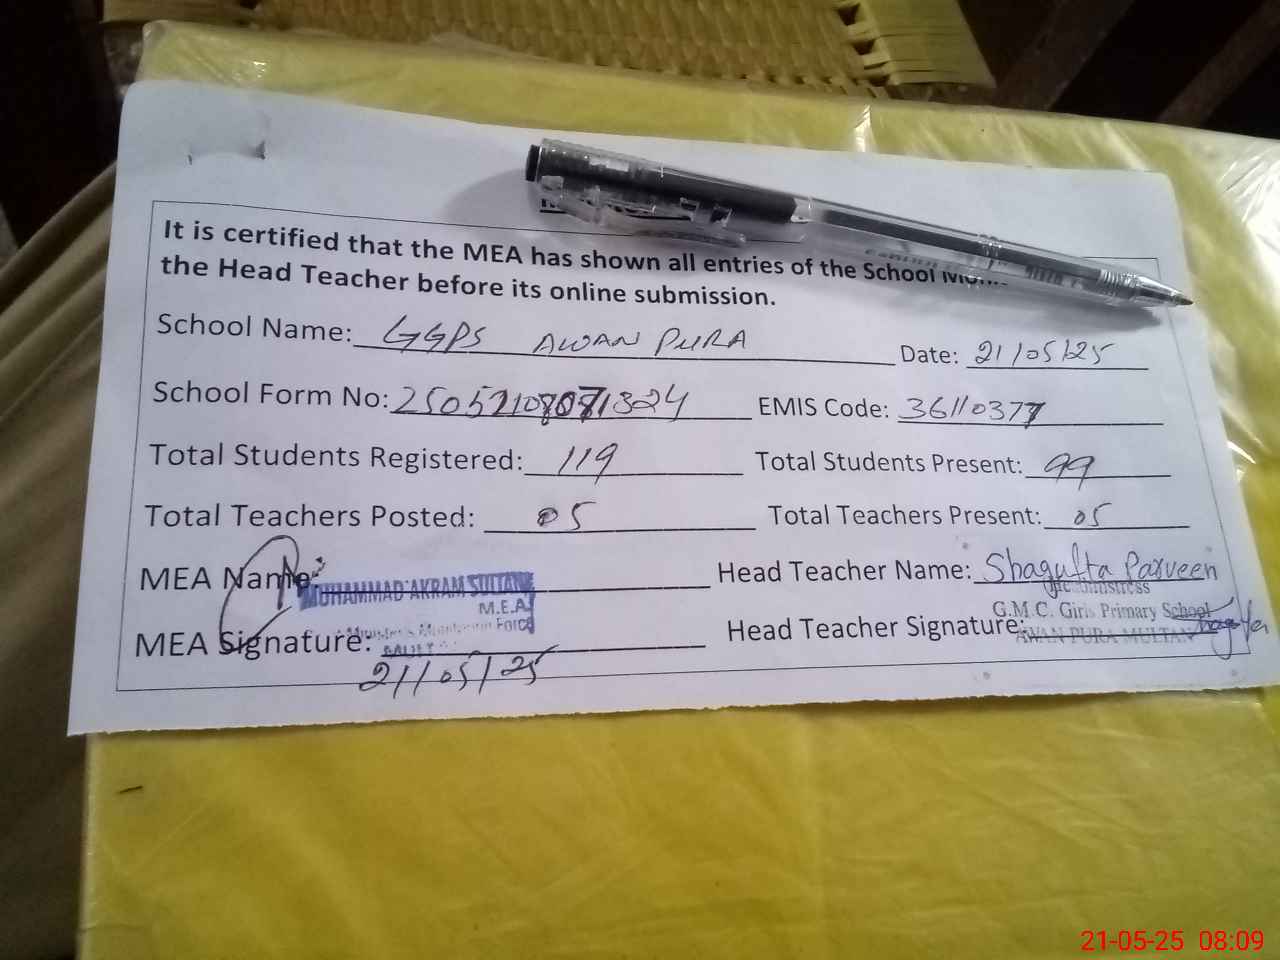 It is certified that the MEA has shown all entries of the School
the Head Teacher before its online submission.
School Name: GGPS AWAN PURA Date: 21/05/25
School Form No: EMIS Code: 36110377
Total Students Registered: 119 Total Students Present: 99
Total Teachers Posted: 05 Total Teachers Present: 05
MEA Name: MUHAMMAD AKRAM SULTAN Head Teacher Name: Shagufta Parveen
M.E.A
G.M.C. Girls Primary School
MEA Signature: Force Head Teacher Signature: AWAN PURA MULTAN
21/05/25
21-05-25 08:09